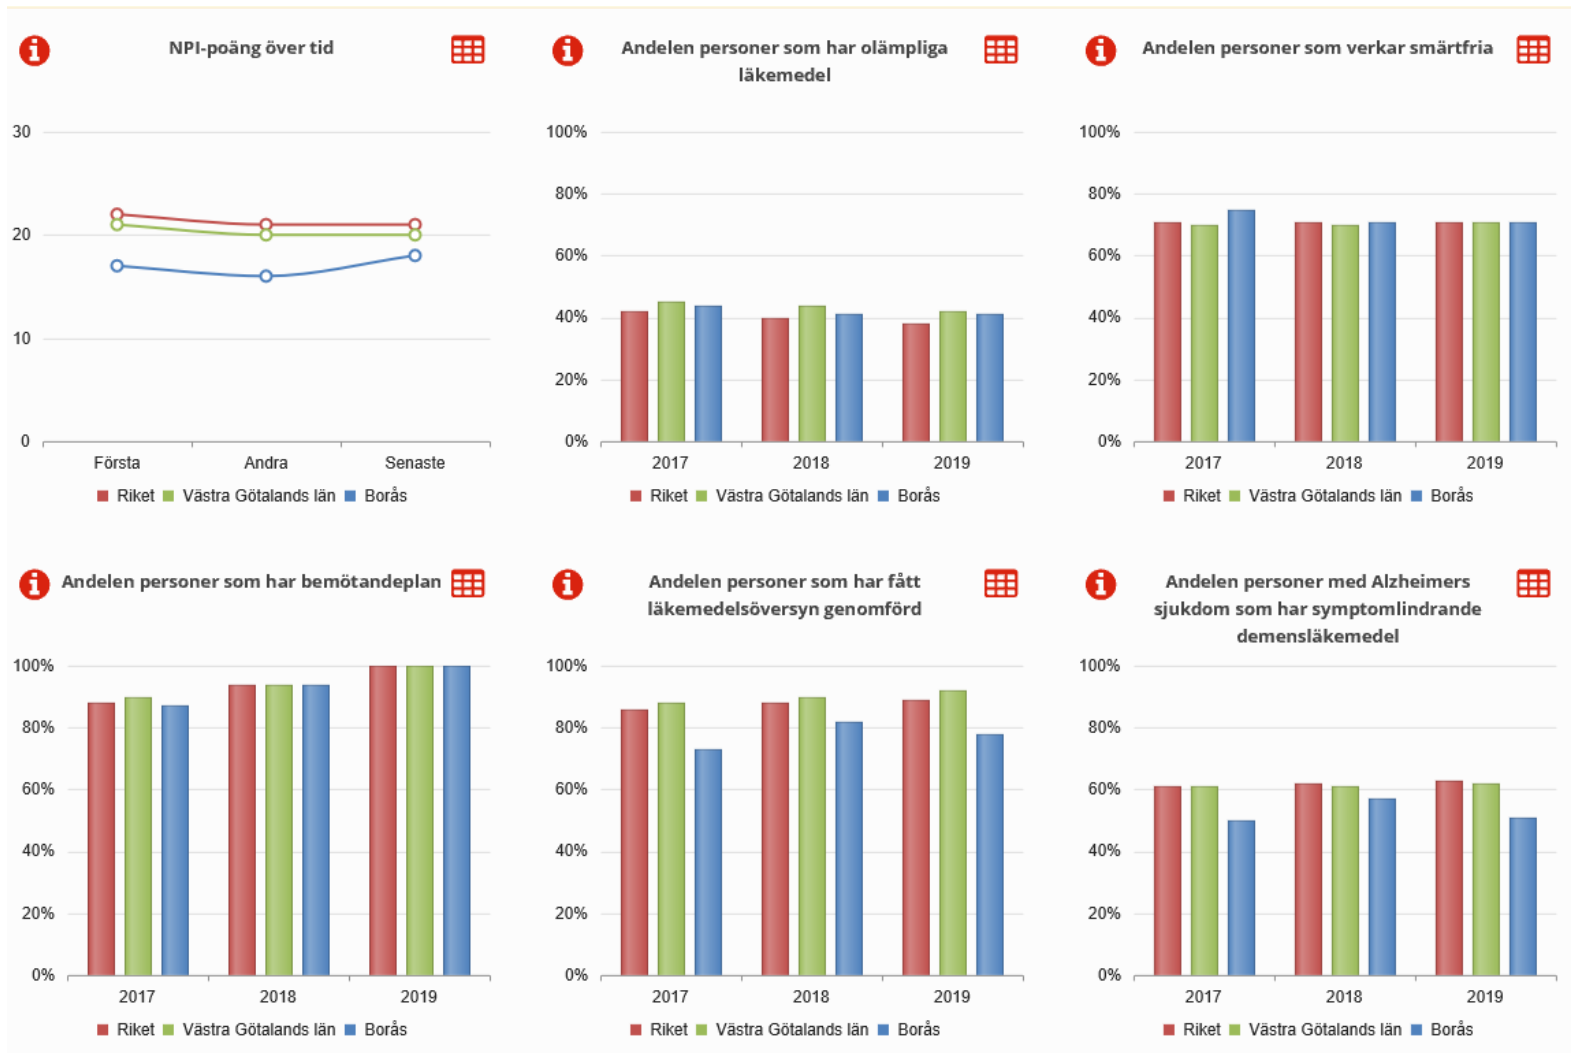 NPI-poäng över tid
30
20
10
0
Första Andra Senaste
Riket Västra Götalands län Borås
Andelen personer som har olämpliga
läkemedel
100%
80%
60%
40%
20%
0%
2017 2018 2019
Riket Västra Götalands län Borås
Andelen personer som verkar smärtfria
100%
80%
60%
40%
20%
0%
2017 2018 2019
Riket Västra Götalands län Borås
Andelen personer som har bemötandeplan
100%
80%
60%
40%
20%
0%
2017 2018 2019
Riket Västra Götalands län Borås
Andelen personer som har fått
läkemedelsöversyn genomförd
100%
80%
60%
40%
20%
0%
2017 2018 2019
Riket Västra Götalands län Borås
Andelen personer med Alzheimers
sjukdom som har symptomlindrande
demensläkemedel
100%
80%
60%
40%
20%
0%
2017 2018 2019
Riket Västra Götalands län Borås